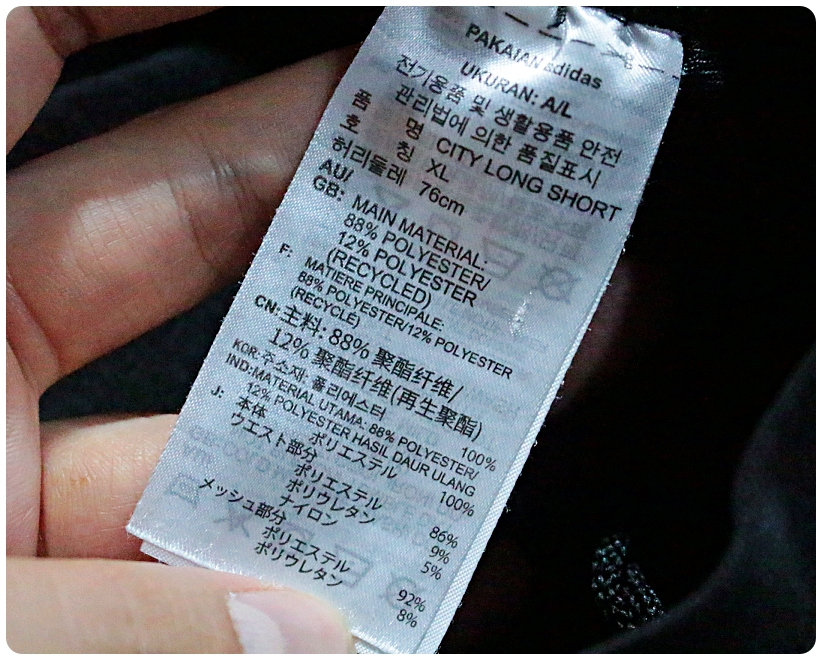 PAKAIAN adidas
UKURAN: A/L
전기용품 및 생활용품 안전
관리법에 의한 품질표시
품 명 CITY LONG SHORT
호 칭 XL
허리둘레 76cm
AU/
GB: MAIN MATERIAL:
88% POLYESTER/
12% POLYESTER
(RECYCLED)
F: MATIERE PRINCIPALE:
88% POLYESTER/12% POLYESTER
(RECYCLE)
CN: 主料: 88% 聚酯纤维/
12% 聚酯纤维(再生聚酯)
KOR: 주소재: 폴리에스터 100%
IND: MATERIAL UTAMA: 88% POLYESTER/
12% POLYESTER HASIL DAUR ULANG
J: 本体
ポリエステル 100%
ウエスト部分
ポリエステル 86%
ポリウレタン 9%
ナイロン 5%
メッシュ部分
ポリエステル 92%
ポリウレタン 8%